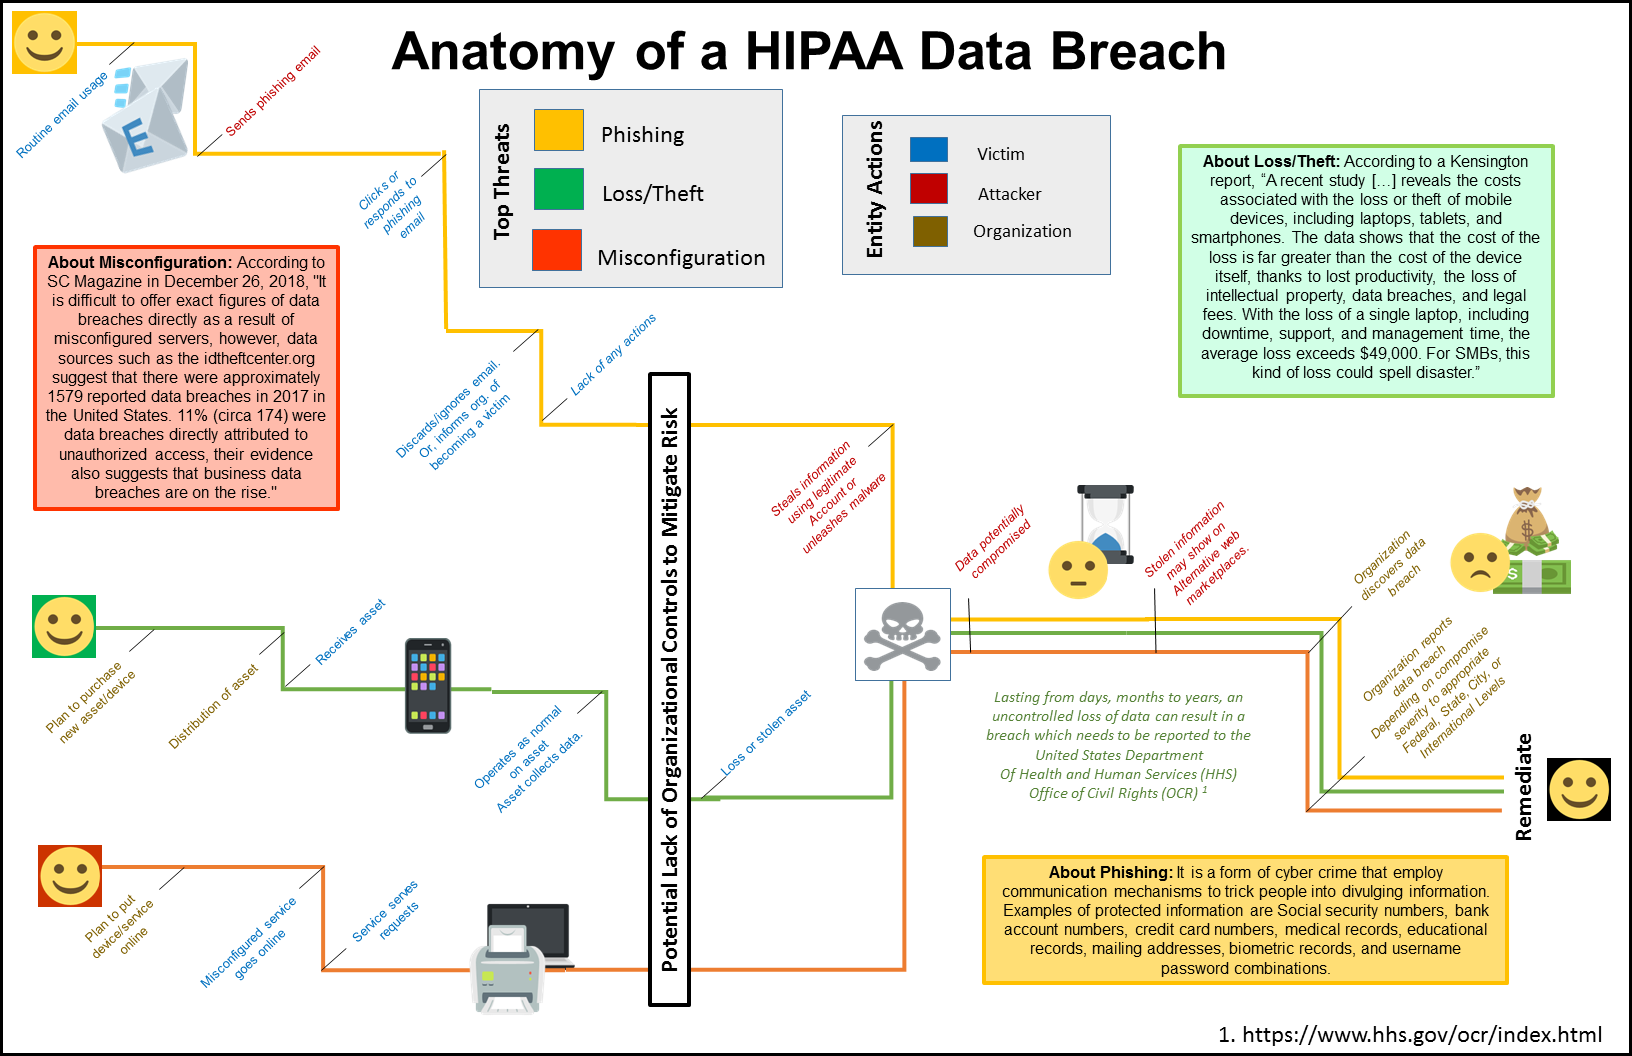 Anatomy of a HIPAA Data Breach
Routine email usage
E
Sends phishing email
Clicks or
responds to
phishing
email
Top Threats
Phishing
Loss/Theft
Misconfiguration
Entity Actions
Victim
Attacker
Organization
About Loss/Theft: According to a Kensington
report, “A recent study […] reveals the costs
associated with the loss or theft of mobile
devices, including laptops, tablets, and
smartphones. The data shows that the cost of the
loss is far greater than the cost of the device
itself, thanks to lost productivity, the loss of
intellectual property, data breaches, and legal
fees. With the loss of a single laptop, including
downtime, support, and management time, the
average loss exceeds $49,000. For SMBs, this
kind of loss could spell disaster.”
About Misconfiguration: According to
SC Magazine in December 26, 2018, "It
is difficult to offer exact figures of data
breaches directly as a result of
misconfigured servers, however, data
sources such as the idtheftcenter.org
suggest that there were approximately
1579 reported data breaches in 2017 in
the United States. 11% (circa 174) were
data breaches directly attributed to
unauthorized access, their evidence
also suggests that business data
breaches are on the rise."
Discards/ignores email.
Or, informs org. of
becoming a victim
Lack of any actions
Potential Lack of Organizational Controls to Mitigate Risk
Steals information
using legitimate
Account or
unleashes malware
Data potentially
compromised
Stolen information
may show on
Alternative web
marketplaces.
Organization
discovers data
breach
$
$
Organization reports
data breach
Depending on compromise
severity to appropriate
Federal, State, City, or
International Levels
Plan to purchase
new asset/device
Distribution of asset
Receives asset
Operates as normal
on asset
Asset collects data.
Loss or stolen asset
Lasting from days, months to years, an
uncontrolled loss of data can result in a
breach which needs to be reported to the
United States Department
Of Health and Human Services (HHS)
Office of Civil Rights (OCR) 1
Remediate
Plan to put
device/service
online
Misconfigured service
goes online
Service serves
requests
About Phishing: It is a form of cyber crime that employ
communication mechanisms to trick people into divulging information.
Examples of protected information are Social security numbers, bank
account numbers, credit card numbers, medical records, educational
records, mailing addresses, biometric records, and username
password combinations.
1. https://www.hhs.gov/ocr/index.html